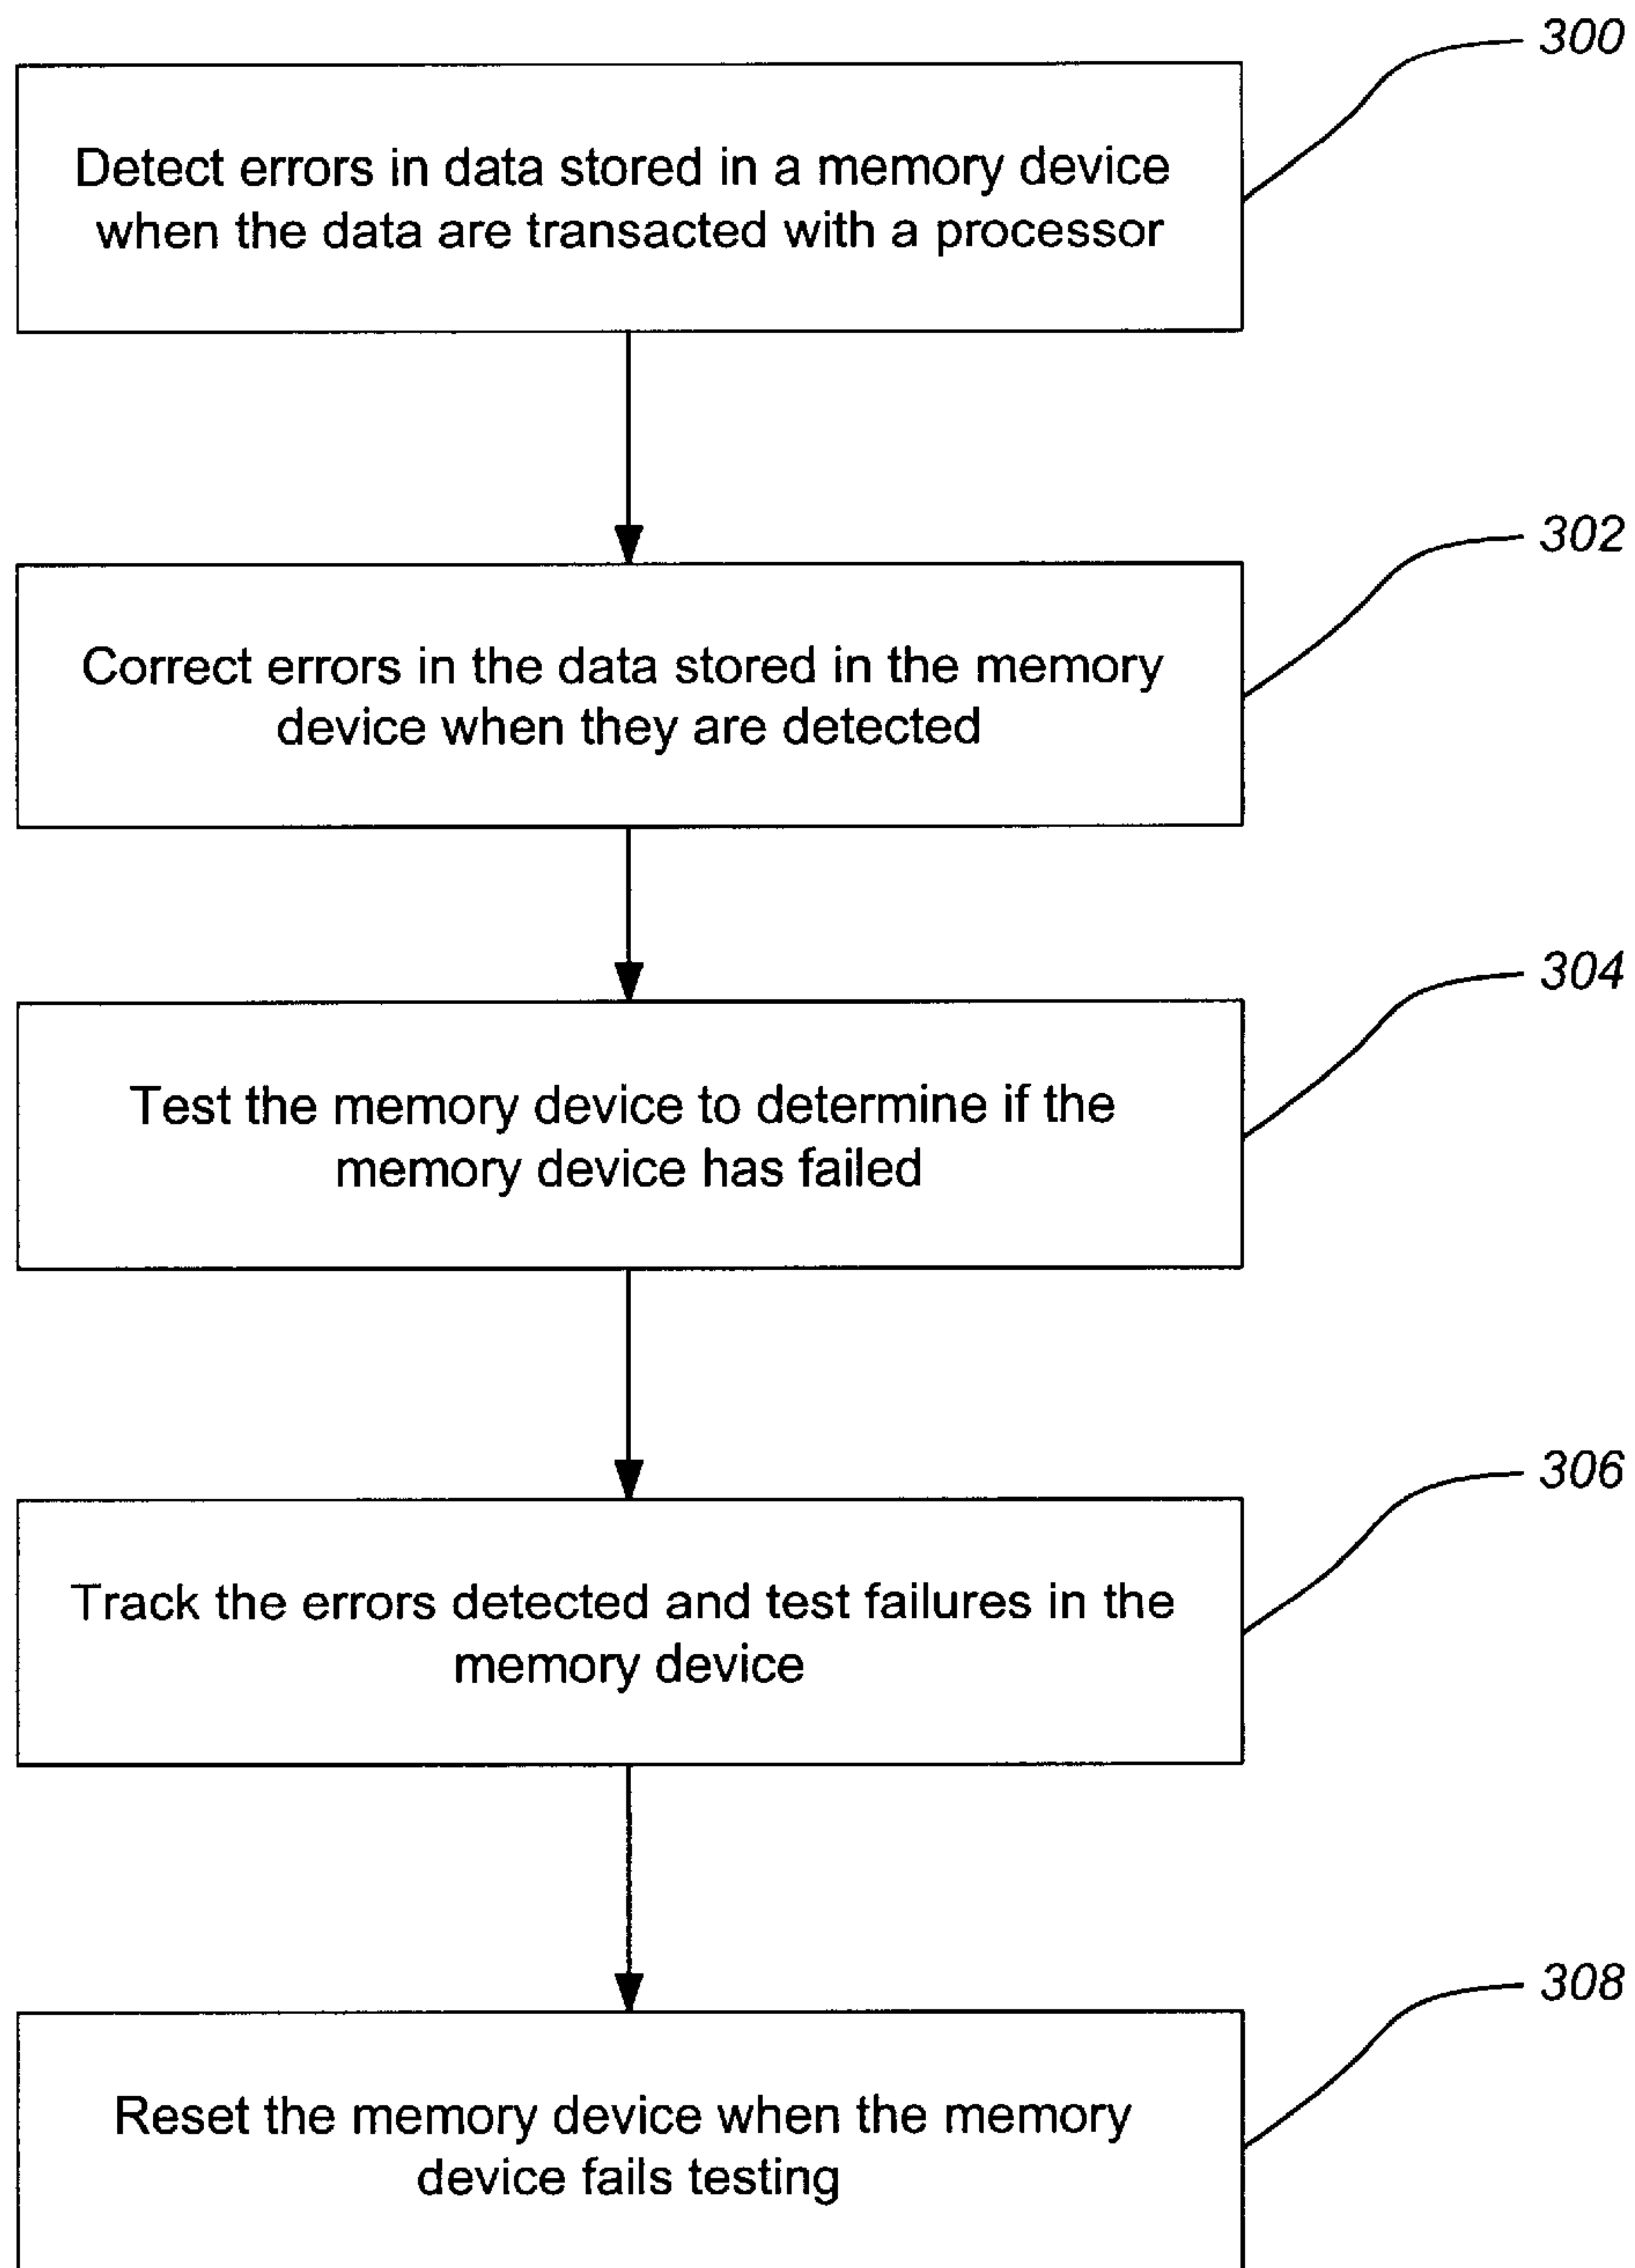 300
Detect errors in data stored in a memory device
when the data are transacted with a processor
302
Correct errors in the data stored in the memory
device when they are detected
304
Test the memory device to determine if the
memory device has failed
306
Track the errors detected and test failures in the
memory device
308
Reset the memory device when the memory
device fails testing